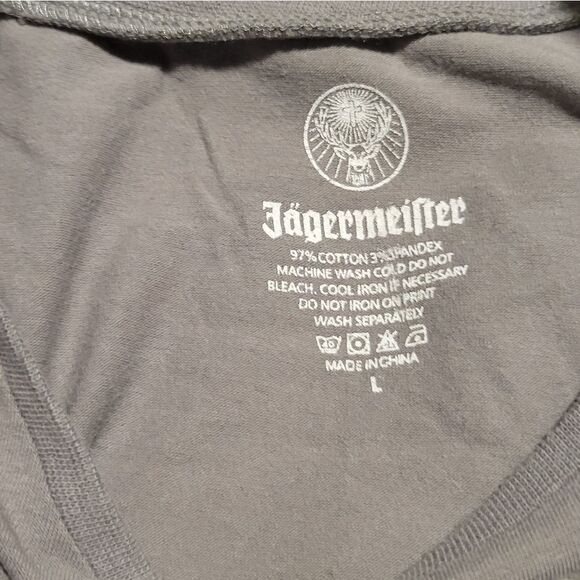 Jägermeiſter
97% COTTON 3% SPANDEX
MACHINE WASH COLD DO NOT
BLEACH. COOL IRON IF NECESSARY
DO NOT IRON ON PRINT
WASH SEPARATELY
40
MADE IN CHINA
L